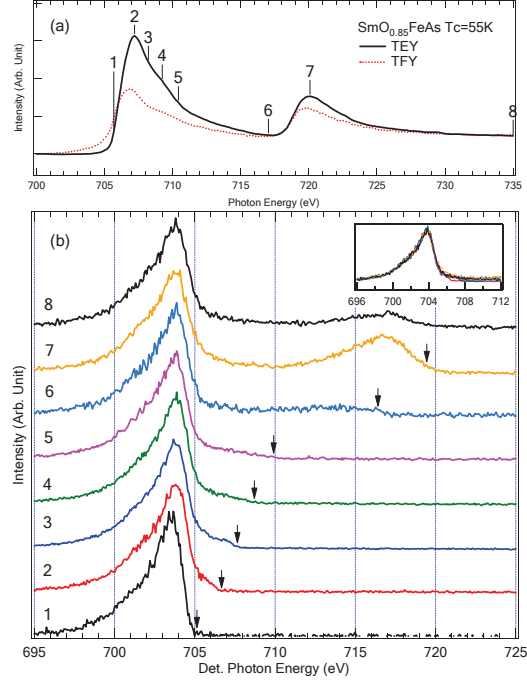 (a)
SmO0.85FeAs Tc=55K
TEY
TFY
1
2
3
4
5
6
7
8
Intensity (Arb. Unit)
700 705 710 715 720 725 730 735
Photon Energy (eV)
(b)
696 700 704 708 712
8
7
6
5
4
3
2
1
Intensity (Arb. Unit)
695 700 705 710 715 720 725
Det. Photon Energy (eV)